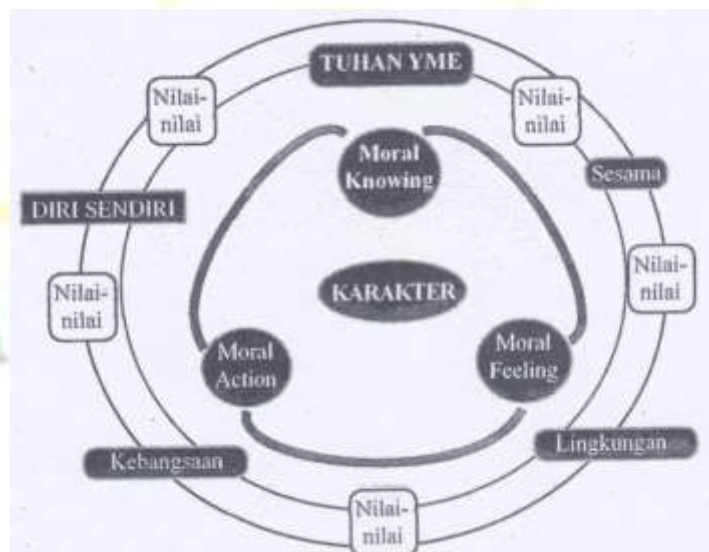 TUHAN YME
Nilai-
nilai
Nilai-
nilai
Moral
Knowing
Sesama
DIRI SENDIRI
Nilai-
nilai
Nilai-
nilai
KARAKTER
Moral
Action
Moral
Feeling
Kebangsaan
Lingkungan
Nilai-
nilai